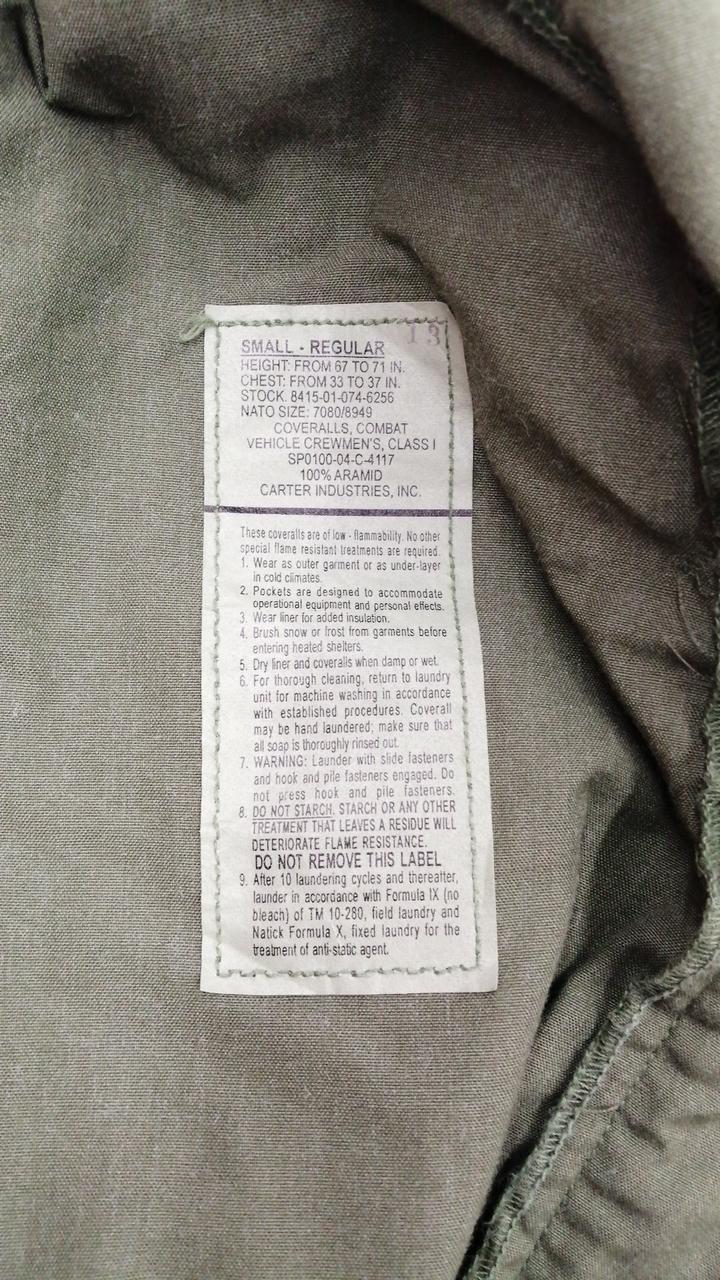 13
SMALL - REGULAR
HEIGHT: FROM 67 TO 71 IN.
CHEST: FROM 33 TO 37 IN.
STOCK. 8415-01-074-6256
NATO SIZE: 7080/8949
COVERALLS, COMBAT
VEHICLE CREWMEN'S, CLASS I
SP0100-04-C-4117
100% ARAMID
CARTER INDUSTRIES, INC.
These coveralls are of low - flammability. No other
special flame resistant treatments are required.
1. Wear as outer garment or as under-layer
in cold climates.
2. Pockets are designed to accommodate
operational equipment and personal effects.
3. Wear liner for added insulation.
4. Brush snow or frost from garments before
entering heated shelters.
5. Dry liner and coveralls when damp or wet.
6. For thorough cleaning, return to laundry
unit for machine washing in accordance
with established procedures. Coverall
may be hand laundered; make sure that
all soap is thoroughly rinsed out.
7. WARNING: Launder with slide fasteners
and hook and pile fasteners engaged. Do
not press hook and pile fasteners.
8. DO NOT STARCH. STARCH OR ANY OTHER
TREATMENT THAT LEAVES A RESIDUE WILL
DETERIORATE FLAME RESISTANCE.
DO NOT REMOVE THIS LABEL
9. After 10 laundering cycles and thereafter,
launder in accordance with Formula IX (no
bleach) of TM 10-280, field laundry and
Natick Formula X, fixed laundry for the
treatment of anti-static agent.